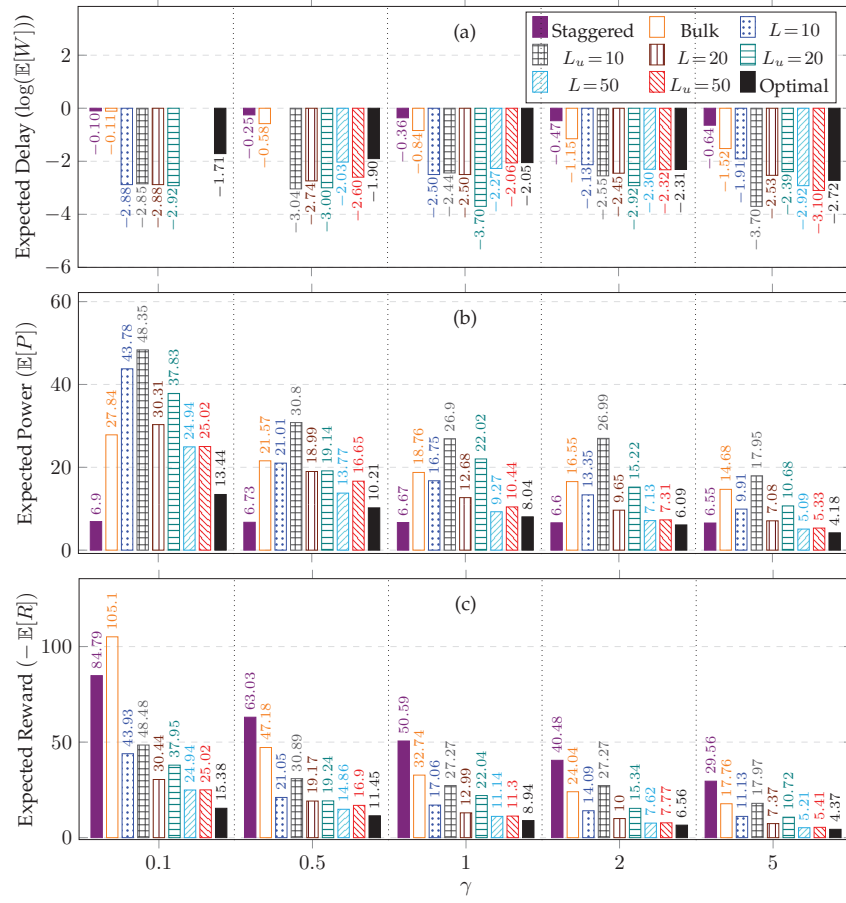 (a)
Staggered Bulk L=10
L_u=10 L=20 L_u=20
L=50 L_u=50 Optimal
Expected Delay (log(𝔼[W]))
2
0
−2
−4
−6
−0.10 −0.11 −2.88 −2.85 −2.88 −2.92 −1.71
−0.25 −0.58 −3.04 −2.74 −3.00 −2.03 −2.60 −1.90
−0.36 −0.84 −2.50 −2.44 −2.50 −3.70 −2.27 −2.06 −2.05
−0.47 −1.15 −2.13 −2.55 −2.45 −2.92 −2.30 −2.32 −2.31
−0.64 −1.52 −1.91 −3.70 −2.53 −2.39 −2.92 −3.10 −2.72
(b)
Expected Power (𝔼[P])
60
40
20
0
6.9 27.84 43.78 48.35 30.31 37.83 24.94 25.02 13.44
6.73 21.57 21.01 30.8 18.99 19.14 13.77 16.65 10.21
6.67 18.76 16.75 26.9 12.68 22.02 9.27 10.44 8.04
6.6 16.55 13.35 26.99 9.65 15.22 7.13 7.31 6.09
6.55 14.68 9.91 17.95 7.08 10.68 5.09 5.33 4.18
(c)
Expected Reward (− 𝔼[R])
100
50
0
84.79 105.1 43.93 48.48 30.44 37.95 24.94 25.02 15.38
63.03 47.18 21.05 30.89 19.17 19.24 14.86 16.9 11.45
50.59 32.74 17.06 27.27 12.99 22.04 11.14 11.3 8.94
40.48 24.04 14.09 27.27 10 15.34 7.62 7.77 6.56
29.56 17.76 11.13 17.97 7.37 10.72 5.21 5.41 4.37
0.1 0.5 1 2 5
γ